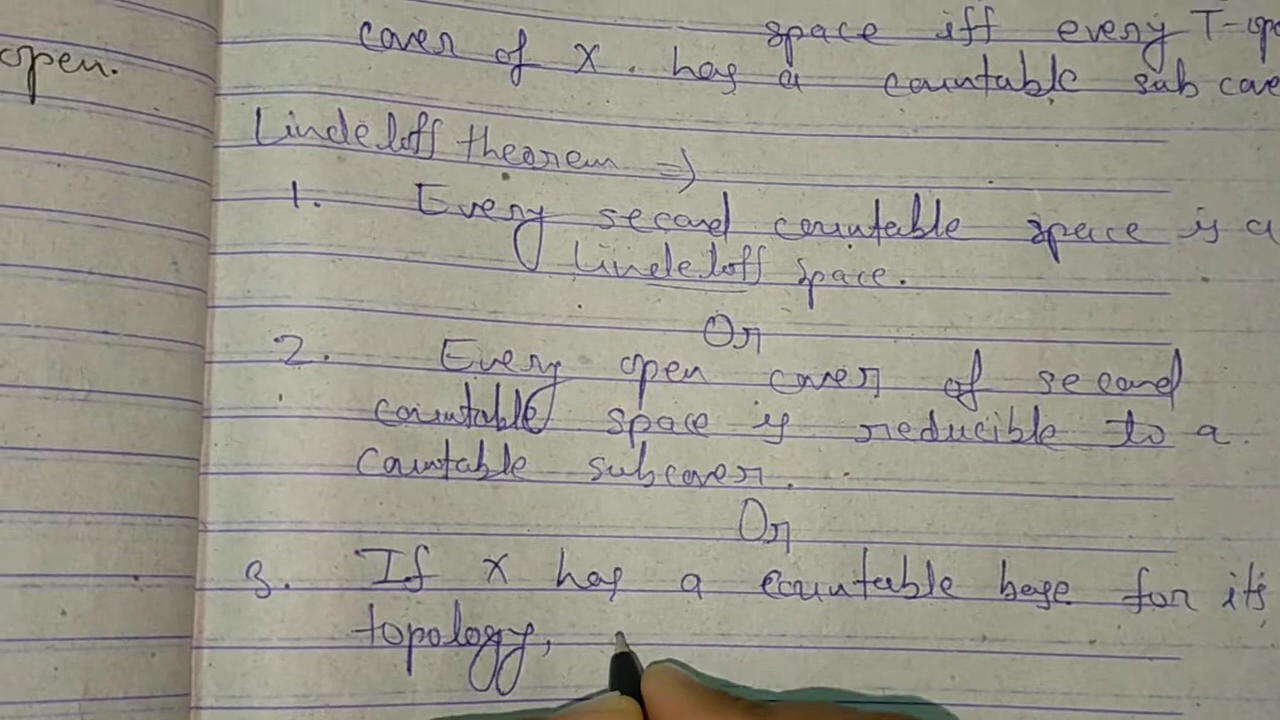 open.
space iff every T-ope
cover of X. has a countable sub cove
Lindeloff theorem =>
1. Every second countable space is a
Lindeloff space.
Or
2. Every open cover of second
countable space is reducible to a
countable subcover.
Or
3. If X has a countable base for its
topology,